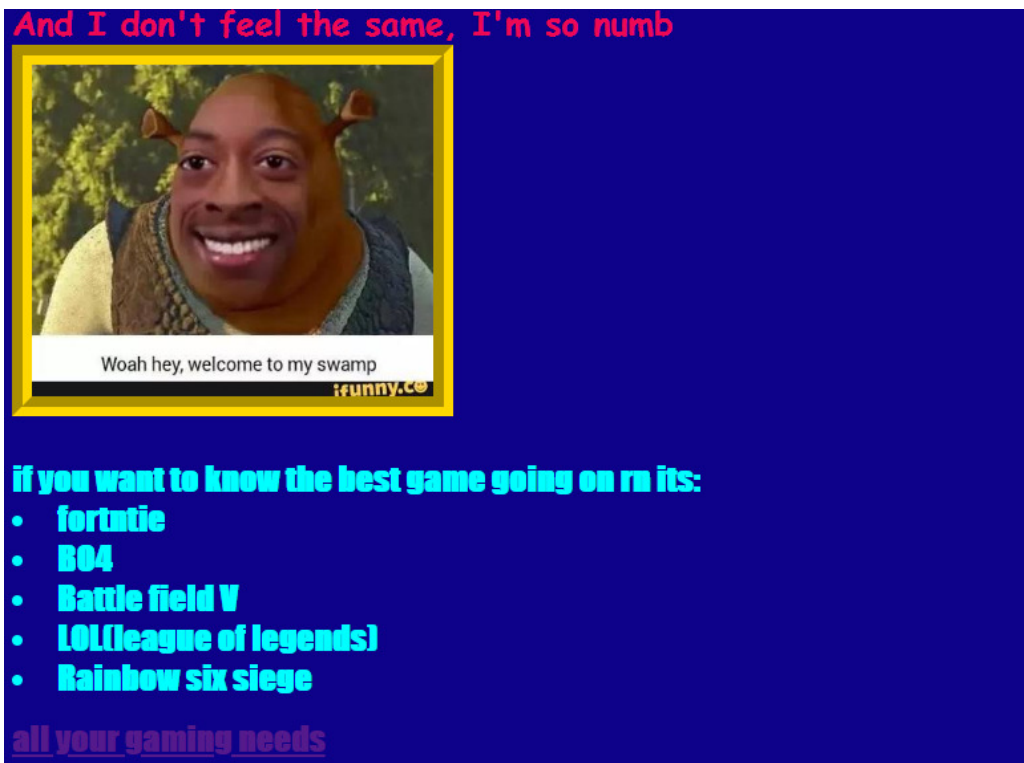 And I don't feel the same, I'm so numb
Woah hey, welcome to my swamp
ifunny.co
if you want to know the best game going on rn its:
• fortntie
• BO4
• Battle field V
• LOL(league of legends)
• Rainbow six siege
all your gaming needs